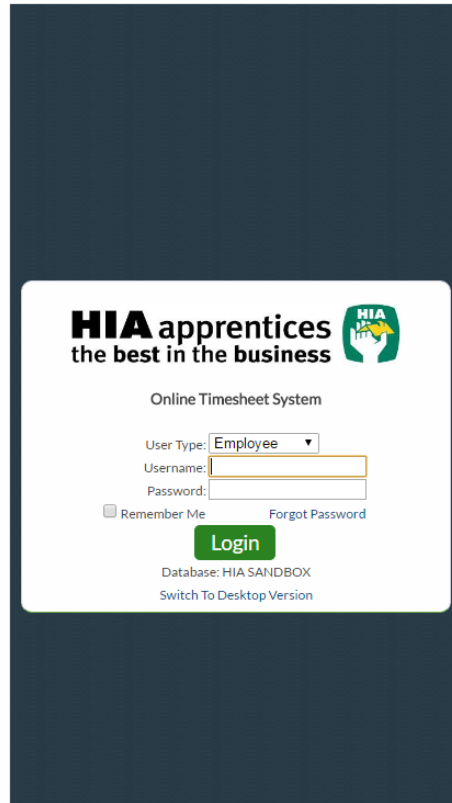 HIA apprentices
the best in the business
HIA
Online Timesheet System
User Type: Employee
Username:
Password:
Remember Me Forgot Password
Login
Database: HIA SANDBOX
Switch To Desktop Version